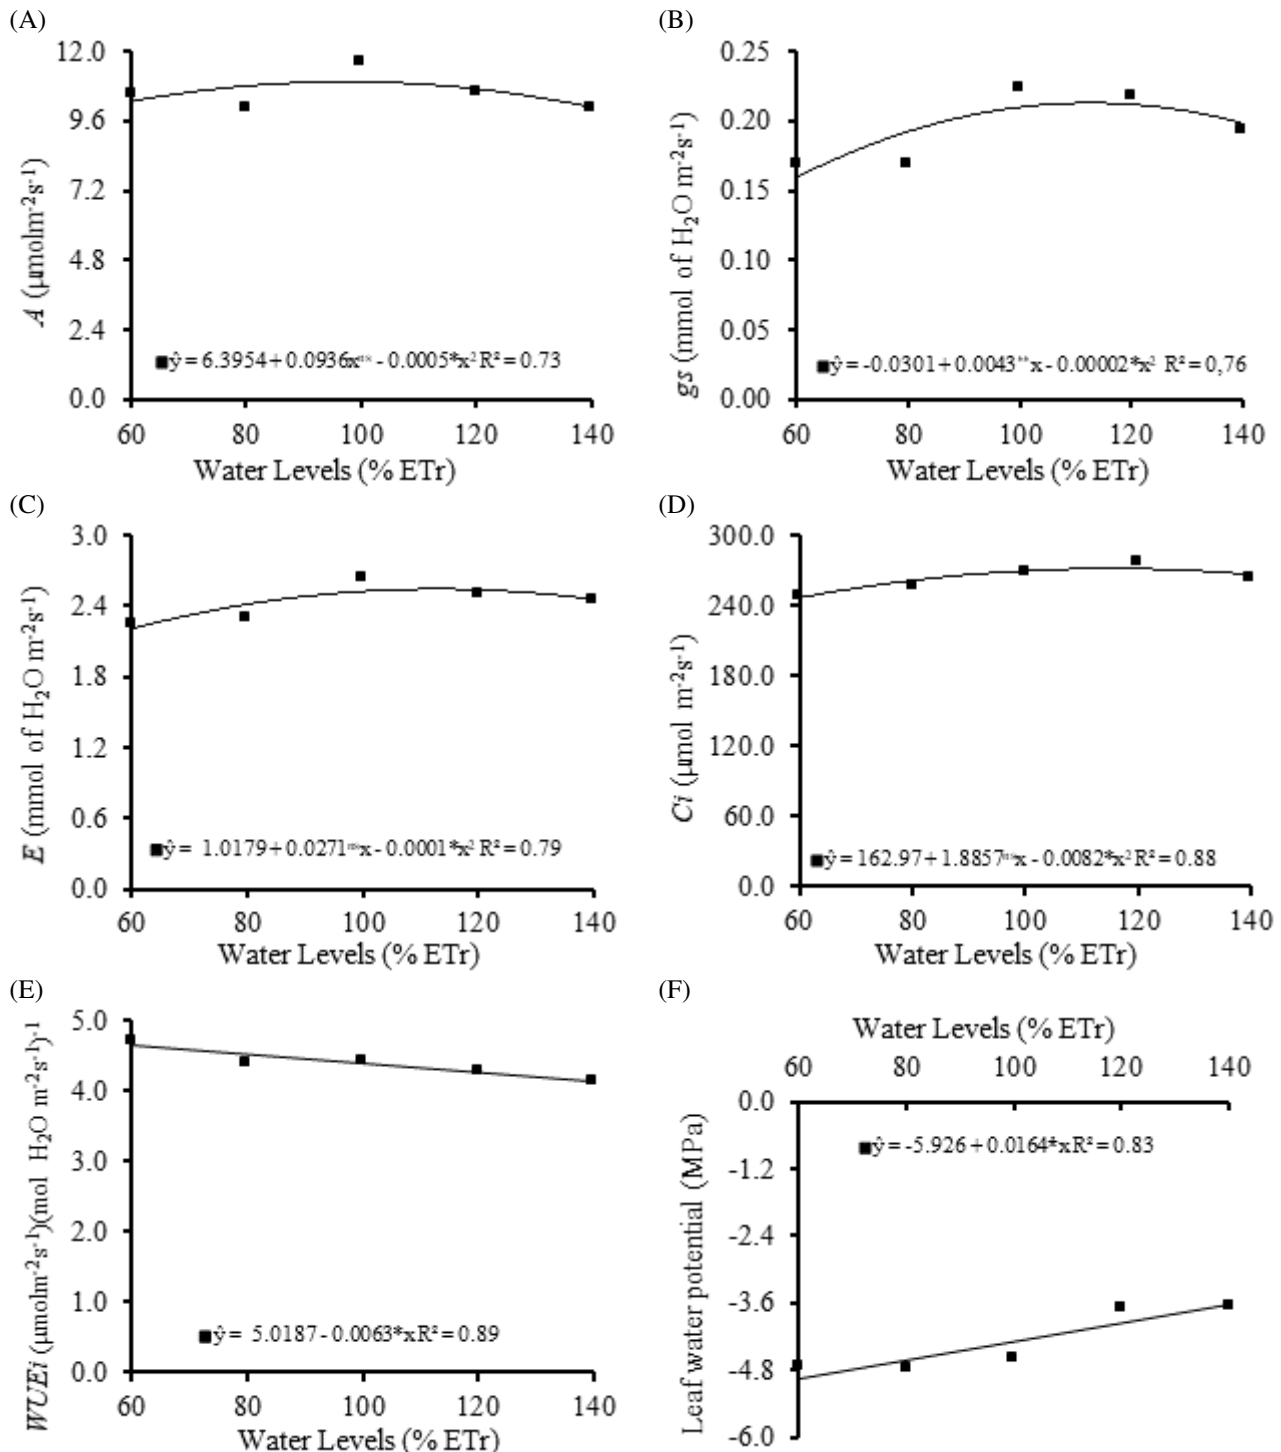 (A)
12.0
9.6
7.2
4.8
2.4
0.0
A (μmolm⁻²s⁻¹)
ŷ = 6.3954 + 0.0936xⁿˢ - 0.0005*x² R² = 0.73
60 80 100 120 140
Water Levels (% ETr)
(B)
0.25
0.20
0.15
0.10
0.05
0.00
gs (mmol of H₂O m⁻²s⁻¹)
ŷ = -0.0301 + 0.0043**x - 0.00002*x² R² = 0,76
60 80 100 120 140
Water Levels (% ETr)
(C)
3.0
2.4
1.8
1.2
0.6
0.0
E (mmol of H₂O m⁻²s⁻¹)
ŷ = 1.0179 + 0.0271ⁿˢx - 0.0001*x² R² = 0.79
60 80 100 120 140
Water Levels (% ETr)
(D)
300.0
240.0
180.0
120.0
60.0
0.0
Ci (μmol m⁻²s⁻¹)
ŷ = 162.97 + 1.8857ⁿˢx - 0.0082*x² R² = 0.88
60 80 100 120 140
Water Levels (% ETr)
(E)
5.0
4.0
3.0
2.0
1.0
0.0
WUEi (μmolm⁻²s⁻¹)(mol H₂O m⁻²s⁻¹)⁻¹
ŷ = 5.0187 - 0.0063*x R² = 0.89
60 80 100 120 140
Water Levels (% ETr)
(F)
Water Levels (% ETr)
60 80 100 120 140
0.0
-1.2
-2.4
-3.6
-4.8
-6.0
Leaf water potential (MPa)
ŷ = -5.926 + 0.0164*x R² = 0.83